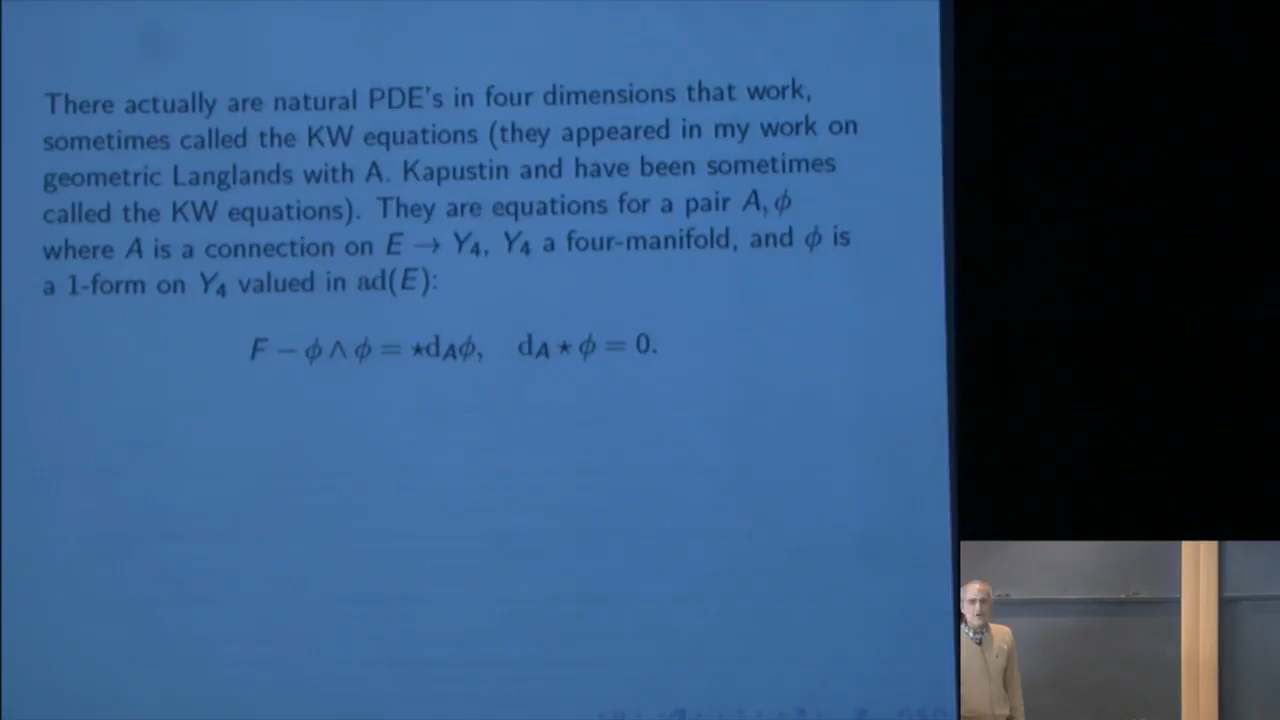 There actually are natural PDE's in four dimensions that work,
sometimes called the KW equations (they appeared in my work on
geometric Langlands with A. Kapustin and have been sometimes
called the KW equations). They are equations for a pair A, ϕ
where A is a connection on E → Y₄, Y₄ a four-manifold, and ϕ is
a 1-form on Y₄ valued in ad(E):
F − ϕ ∧ ϕ = ⋆d_Aϕ, d_A ⋆ ϕ = 0.